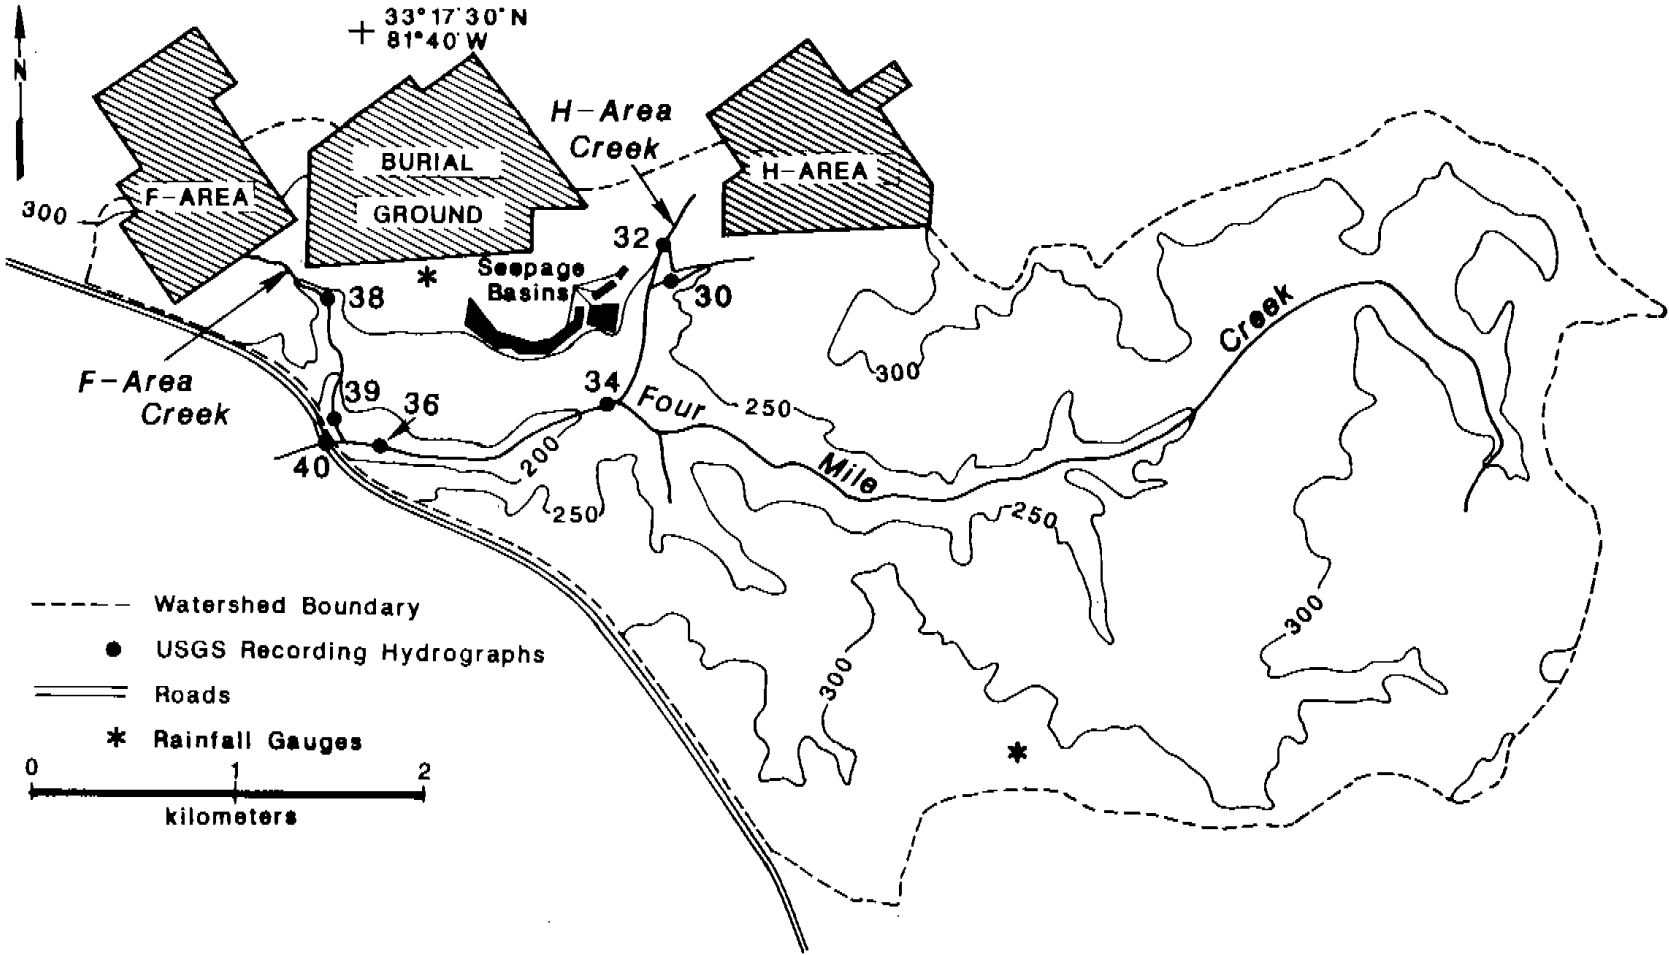 33°17'30"N
81°40'W
N
H-Area
Creek
BURIAL
GROUND
F-AREA
H-AREA
300
32
Seepage
Basins
30
38
F-Area
Creek
39
36
34
Four
Mile
Creek
300
250
200
40
250
250
300
300
Watershed Boundary
USGS Recording Hydrographs
Roads
Rainfall Gauges
0 1 2
kilometers